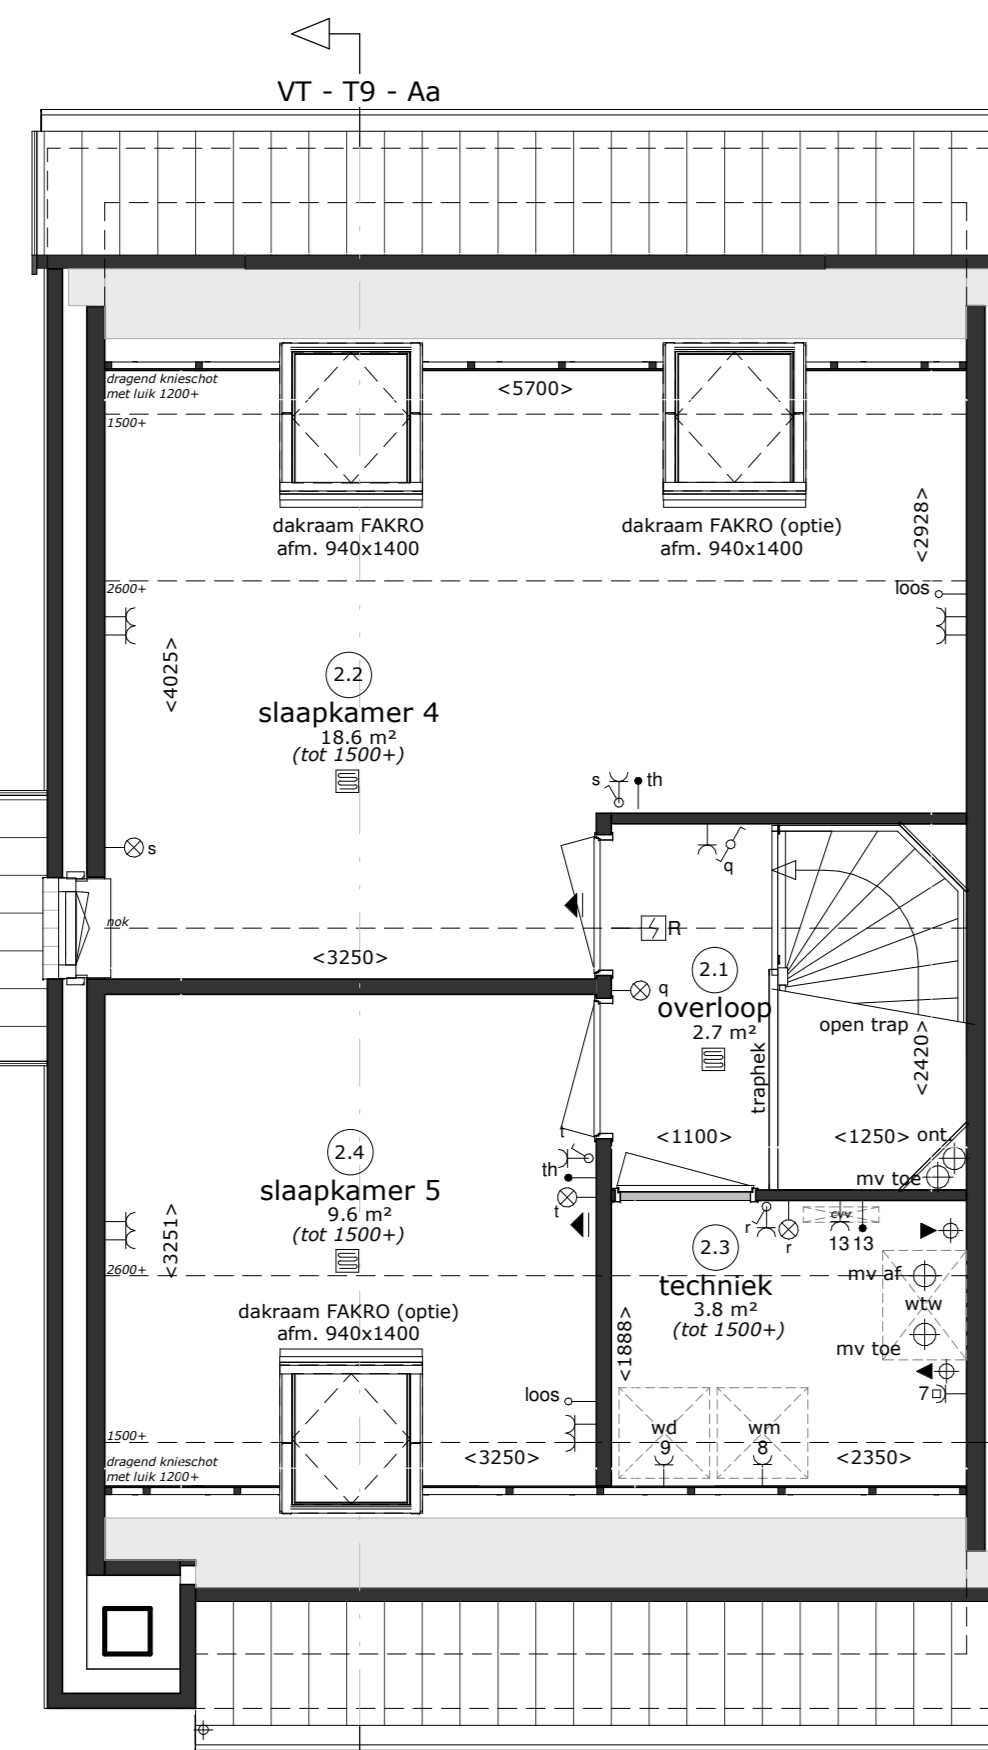 VT - T9 - Aa
dragend knieschot
met luik 1200+
<5700>
1500+
dakraam FAKRO
afm. 940x1400
dakraam FAKRO (optie)
afm. 940x1400
<2928>
2600+
loos
<4025>
2.2
slaapkamer 4
18.6 m²
(tot 1500+)
s
th
s
q
nok
R
<3250>
2.1
q
overloop
2.7 m²
open trap
traphek
<2420>
<1100>
<1250>
ont.
mv toe
t
th
t
2.4
slaapkamer 5
9.6 m²
(tot 1500+)
<3251>
2600+
dakraam FAKRO (optie)
afm. 940x1400
r
r
cvv
13 13
2.3
techniek
3.8 m²
(tot 1500+)
mv af
wtw
mv toe
<1888>
7
loos
wd
9
wm
8
1500+
dragend knieschot
met luik 1200+
<3250>
<2350>